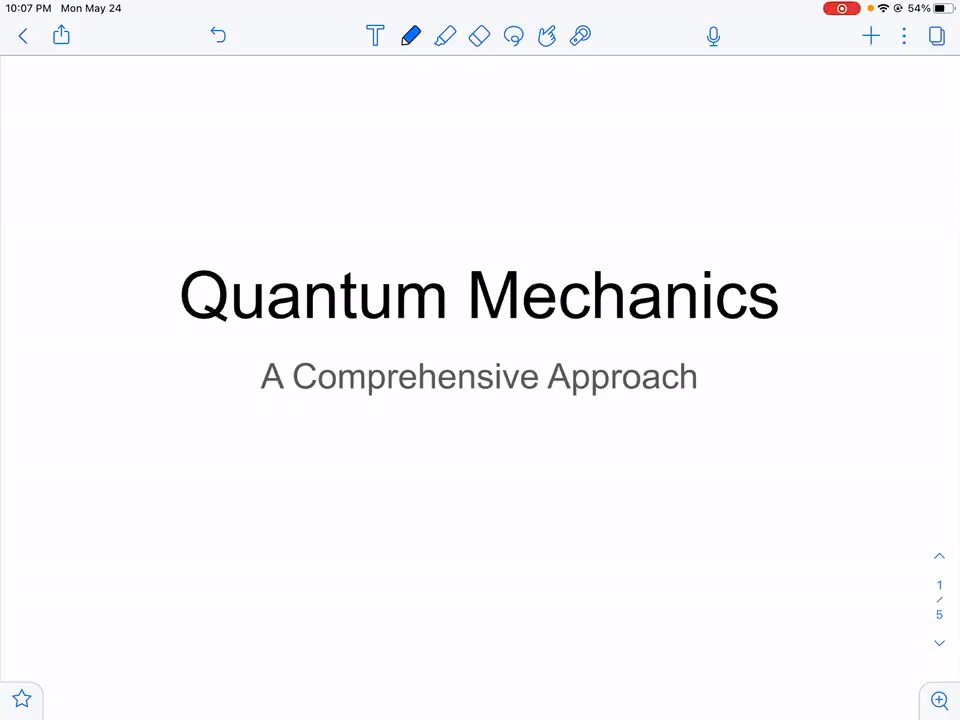 10:07 PM Mon May 24
54%
T
Quantum Mechanics
A Comprehensive Approach
1
/
5